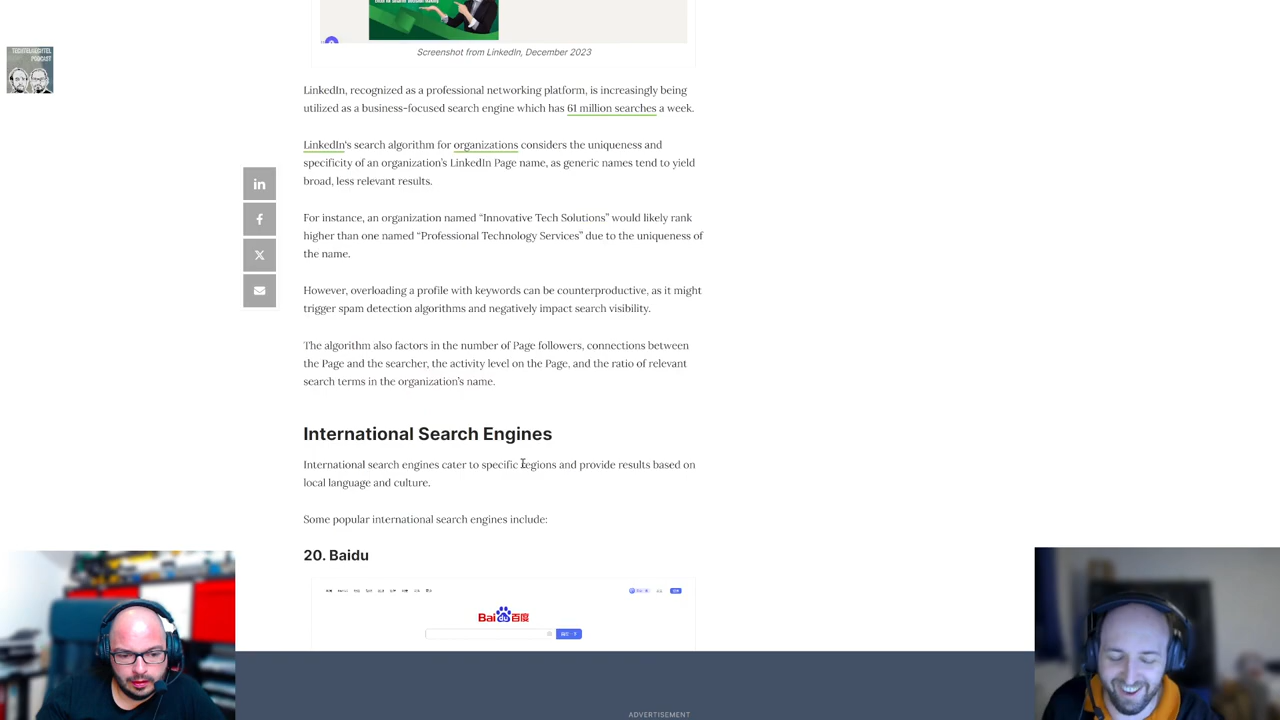 TECHTELMECHTEL
PODCAST
Screenshot from LinkedIn, December 2023
LinkedIn, recognized as a professional networking platform, is increasingly being
utilized as a business-focused search engine which has 61 million searches a week.
LinkedIn's search algorithm for organizations considers the uniqueness and
specificity of an organization's LinkedIn Page name, as generic names tend to yield
broad, less relevant results.
For instance, an organization named “Innovative Tech Solutions” would likely rank
higher than one named “Professional Technology Services” due to the uniqueness of
the name.
However, overloading a profile with keywords can be counterproductive, as it might
trigger spam detection algorithms and negatively impact search visibility.
The algorithm also factors in the number of Page followers, connections between
the Page and the searcher, the activity level on the Page, and the ratio of relevant
search terms in the organization's name.
International Search Engines
International search engines cater to specific regions and provide results based on
local language and culture.
Some popular international search engines include:
20. Baidu
Bai du 百度
ADVERTISEMENT